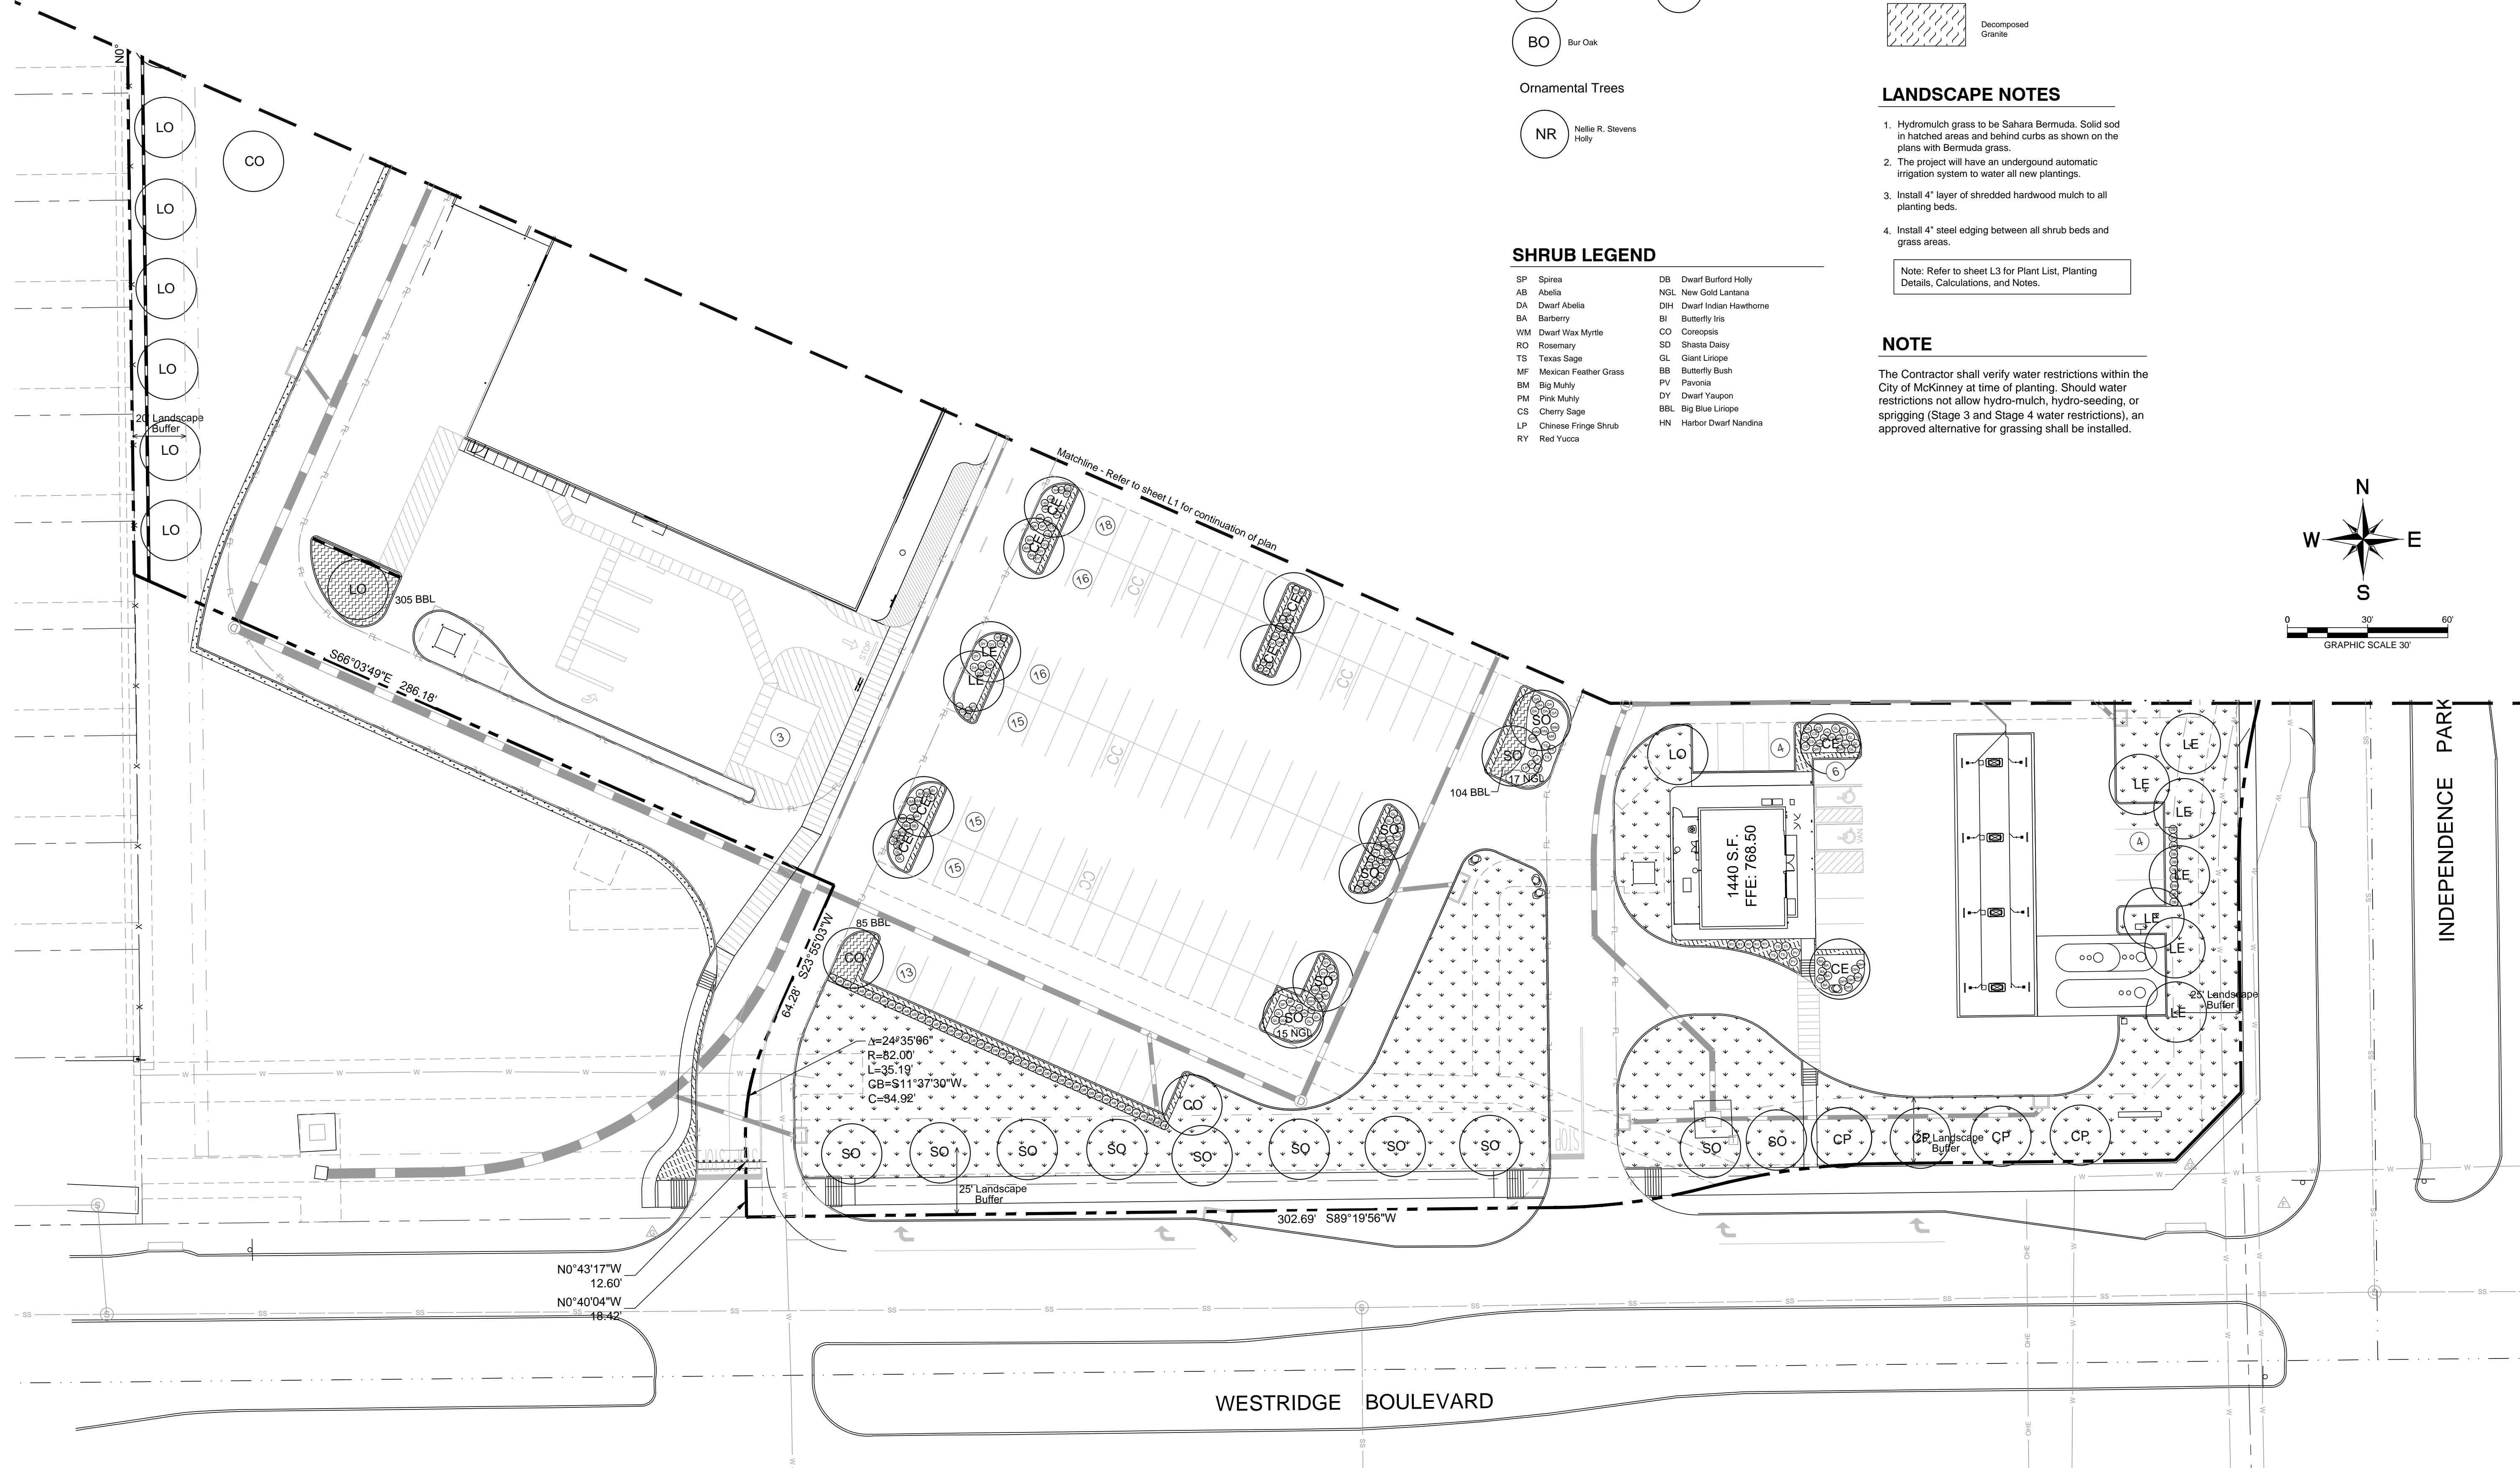 BO Bur Oak
Ornamental Trees
NR Nellie R. Stevens
Holly
Decomposed
Granite
LANDSCAPE NOTES
1. Hydromulch grass to be Sahara Bermuda. Solid sod
in hatched areas and behind curbs as shown on the
plans with Bermuda grass.
2. The project will have an undergound automatic
irrigation system to water all new plantings.
3. Install 4" layer of shredded hardwood mulch to all
planting beds.
4. Install 4" steel edging between all shrub beds and
grass areas.
Note: Refer to sheet L3 for Plant List, Planting
Details, Calculations, and Notes.
NOTE
The Contractor shall verify water restrictions within the
City of McKinney at time of planting. Should water
restrictions not allow hydro-mulch, hydro-seeding, or
sprigging (Stage 3 and Stage 4 water restrictions), an
approved alternative for grassing shall be installed.
SHRUB LEGEND
SP Spirea
AB Abelia
DA Dwarf Abelia
BA Barberry
WM Dwarf Wax Myrtle
RO Rosemary
TS Texas Sage
MF Mexican Feather Grass
BM Big Muhly
PM Pink Muhly
CS Cherry Sage
LP Chinese Fringe Shrub
RY Red Yucca
DB Dwarf Burford Holly
NGL New Gold Lantana
DIH Dwarf Indian Hawthorne
BI Butterfly Iris
CO Coreopsis
SD Shasta Daisy
GL Giant Liriope
BB Butterfly Bush
PV Pavonia
DY Dwarf Yaupon
BBL Big Blue Liriope
HN Harbor Dwarf Nandina
N
W E
S
0 30' 60'
GRAPHIC SCALE 30'
N0°
LO
CO
LO
LO
LO
20' Landscape
Buffer
LO
LO
LO
305 BBL
S66°03'49"E 286.18'
Matchline - Refer to sheet L1 for continuation of plan
CE
CE
18
16
CC
CE
CE
CC
LE
LE
16
15
CC
STOP
3
CE
CE
15
15
CC
SO
SO
17 NGL
104 BBL
SO
SO
85 BBL
CO
13
SO
SO
15 NGL
S23°55'03"W
64.28'
Δ=24°35'06"
R=82.00'
L=35.19'
CB=S11°37'30"W
C=34.92'
CO
SO
SO
SO
SO
SO
SO
SO
SO
25' Landscape
Buffer
302.69' S89°19'56"W
N0°43'17"W
12.60'
N0°40'04"W
18.42'
LO
4
CE
6
1440 S.F.
FFE: 768.50
CE
LE
LE
LE
4
LE
LE
LE
LE
25' Landscape
Buffer
SO
SO
CP
CP
CP
CP
25' Landscape
Buffer
STOP
STOP
INDEPENDENCE PARK
WESTRIDGE BOULEVARD